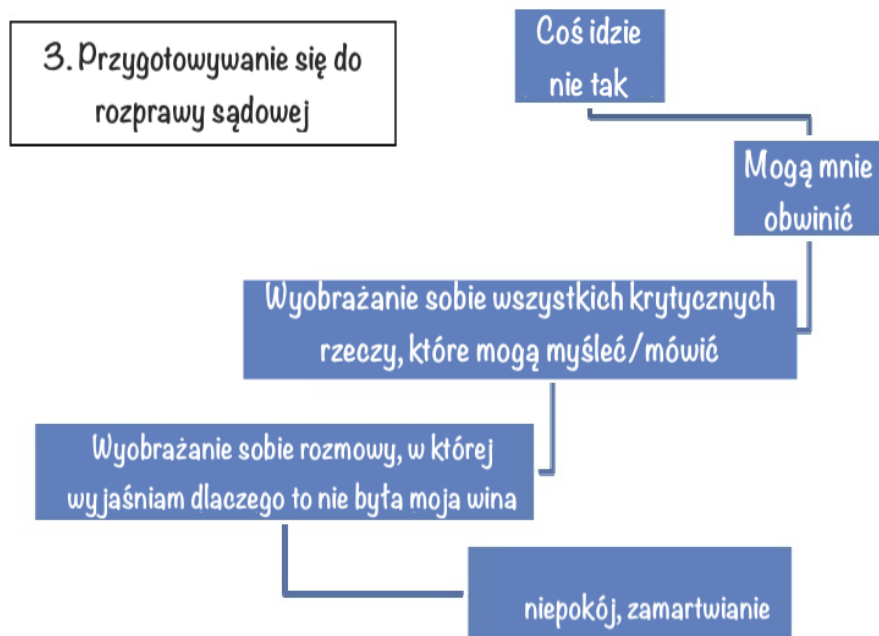 3. Przygotowywanie się do
rozprawy sądowej
Coś idzie
nie tak
Mogą mnie
obwinić
Wyobrażanie sobie wszystkich krytycznych
rzeczy, które mogą myśleć/mówić
Wyobrażanie sobie rozmowy, w której
wyjaśniam dlaczego to nie była moja wina
niepokój, zamartwianie